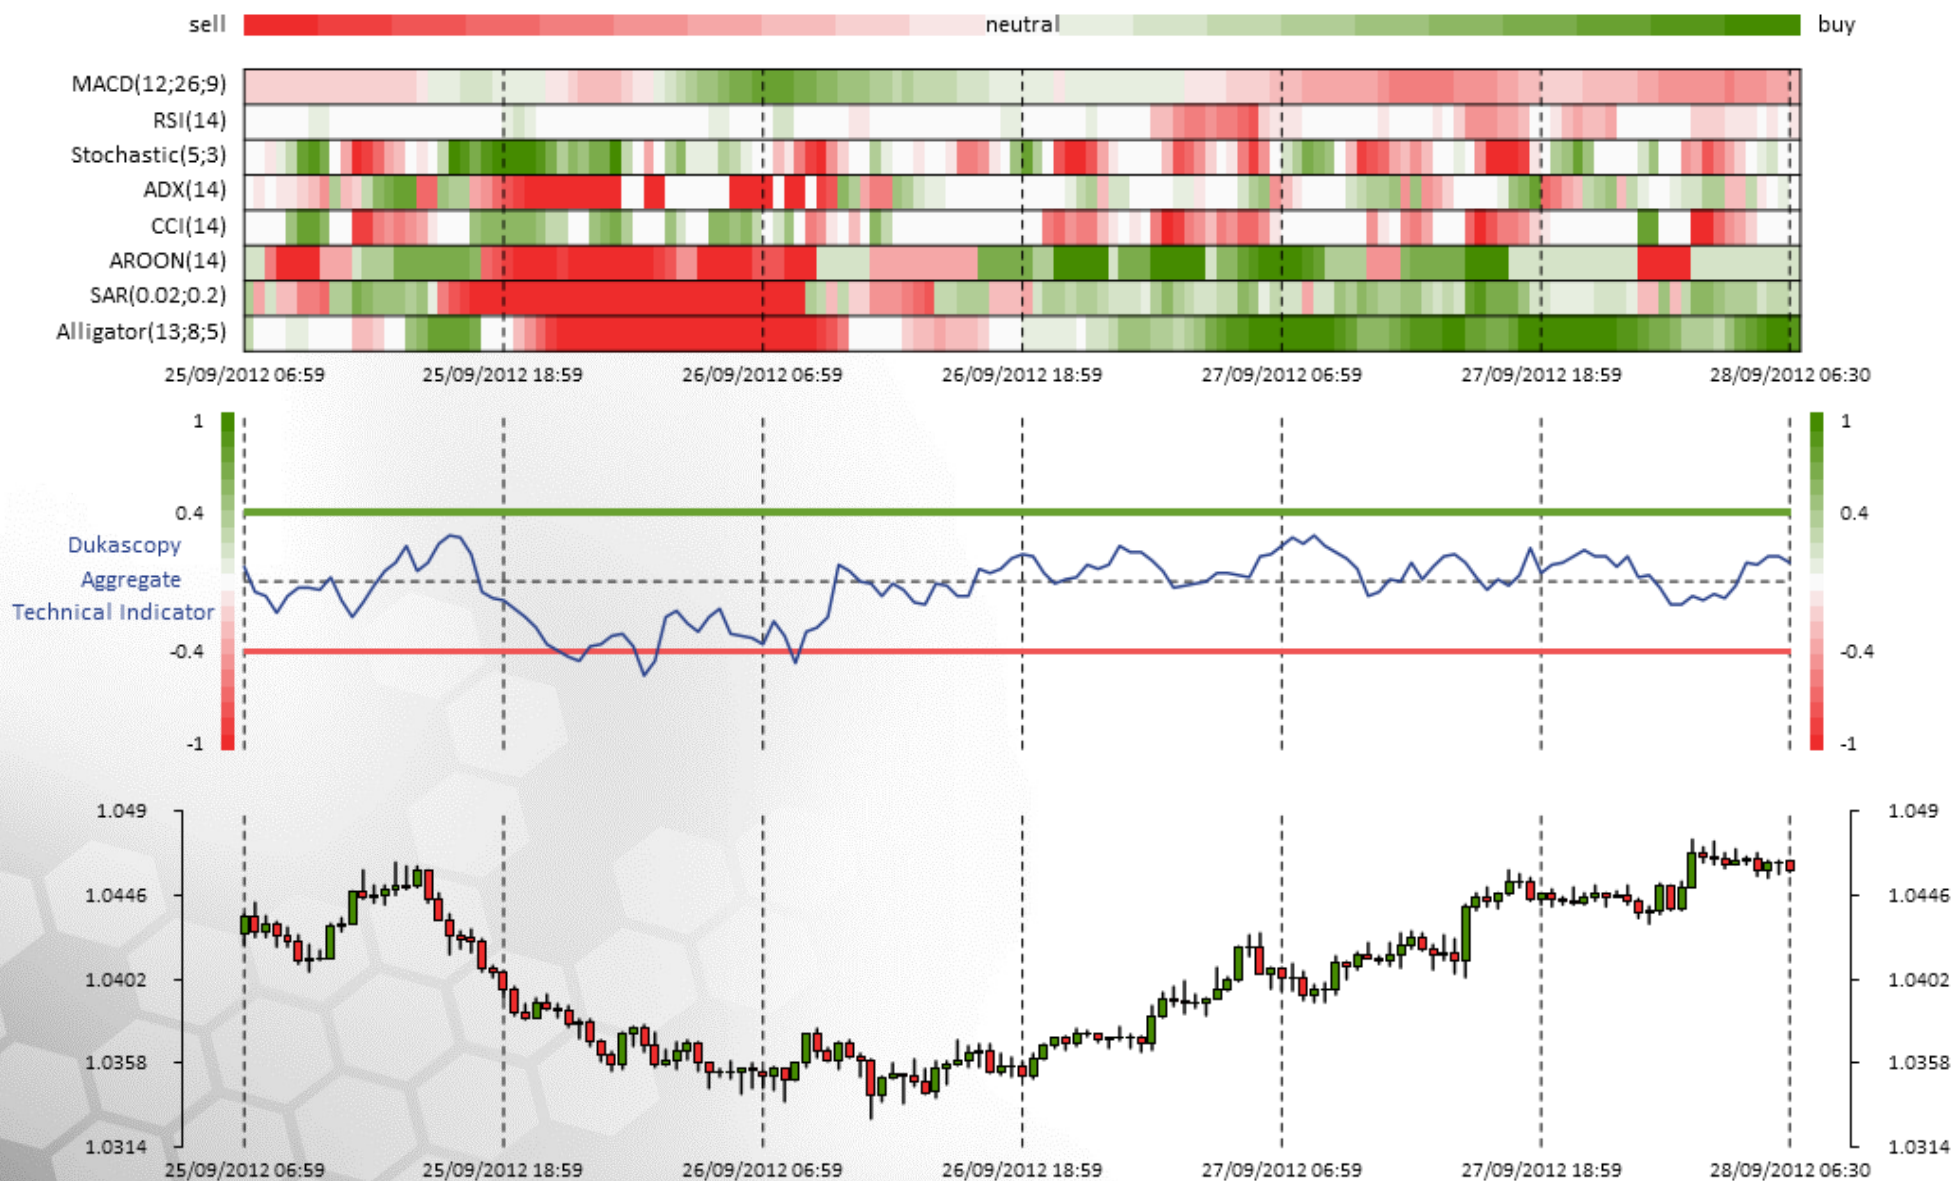 sell neutral buy
MACD(12;26;9)
RSI(14)
Stochastic(5;3)
ADX(14)
CCI(14)
AROON(14)
SAR(0.02;0.2)
Alligator(13;8;5)
25/09/2012 06:59 25/09/2012 18:59 26/09/2012 06:59 26/09/2012 18:59 27/09/2012 06:59 27/09/2012 18:59 28/09/2012 06:30
1 1
0.4 0.4
Dukascopy
Aggregate
Technical Indicator
-0.4 -0.4
-1 -1
1.049 1.049
1.0446 1.0446
1.0402 1.0402
1.0358 1.0358
1.0314 1.0314
25/09/2012 06:59 25/09/2012 18:59 26/09/2012 06:59 26/09/2012 18:59 27/09/2012 06:59 27/09/2012 18:59 28/09/2012 06:30